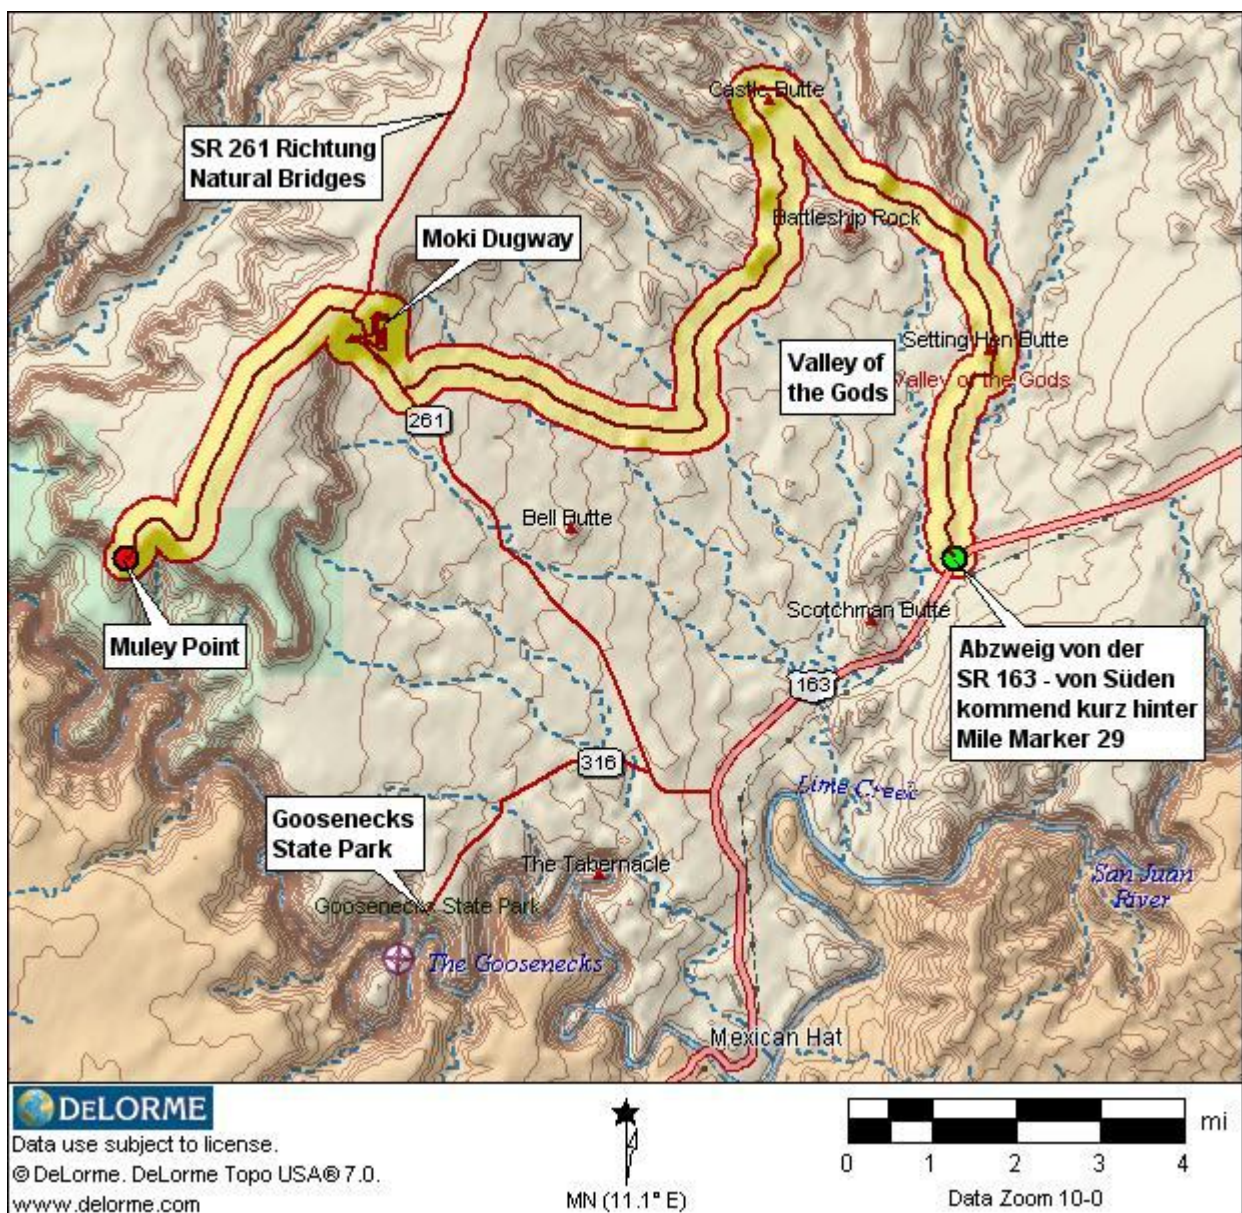 Castle Butte
SR 261 Richtung
Natural Bridges
Battleship Rock
Moki Dugway
Setting Hen Butte
Valley of
the Gods
Valley of the Gods
261
Bell Butte
Scotchman Butte
Muley Point
Abzweig von der
SR 163 - von Süden
kommend kurz hinter
Mile Marker 29
163
316
Lime Creek
Goosenecks
State Park
The Tabernacle
San Juan
River
Goosenecks State Park
The Goosenecks
Mexican Hat
DELORME
Data use subject to license.
© DeLorme. DeLorme Topo USA® 7.0.
www.delorme.com
MN (11.1° E)
mi
0 1 2 3 4
Data Zoom 10-0